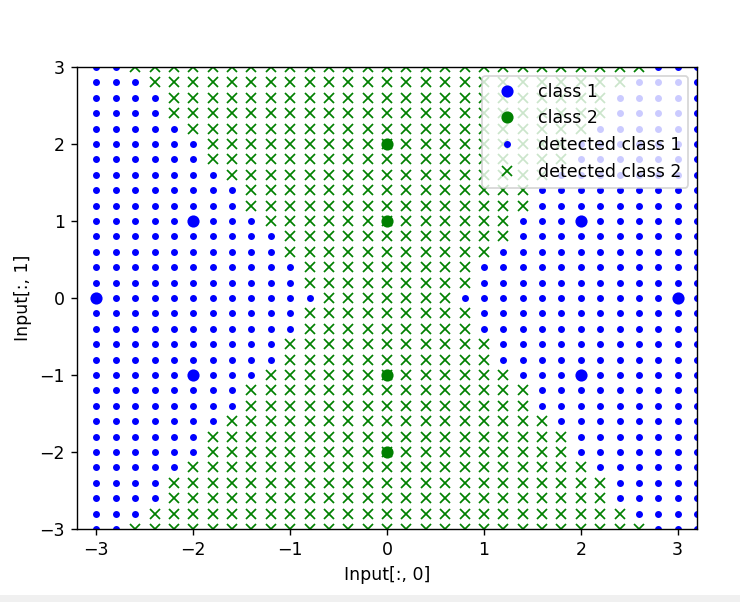 3
2
1
0
−1
−2
−3
Input[:, 1]
class 1
class 2
detected class 1
detected class 2
−3 −2 −1 0 1 2 3
Input[:, 0]